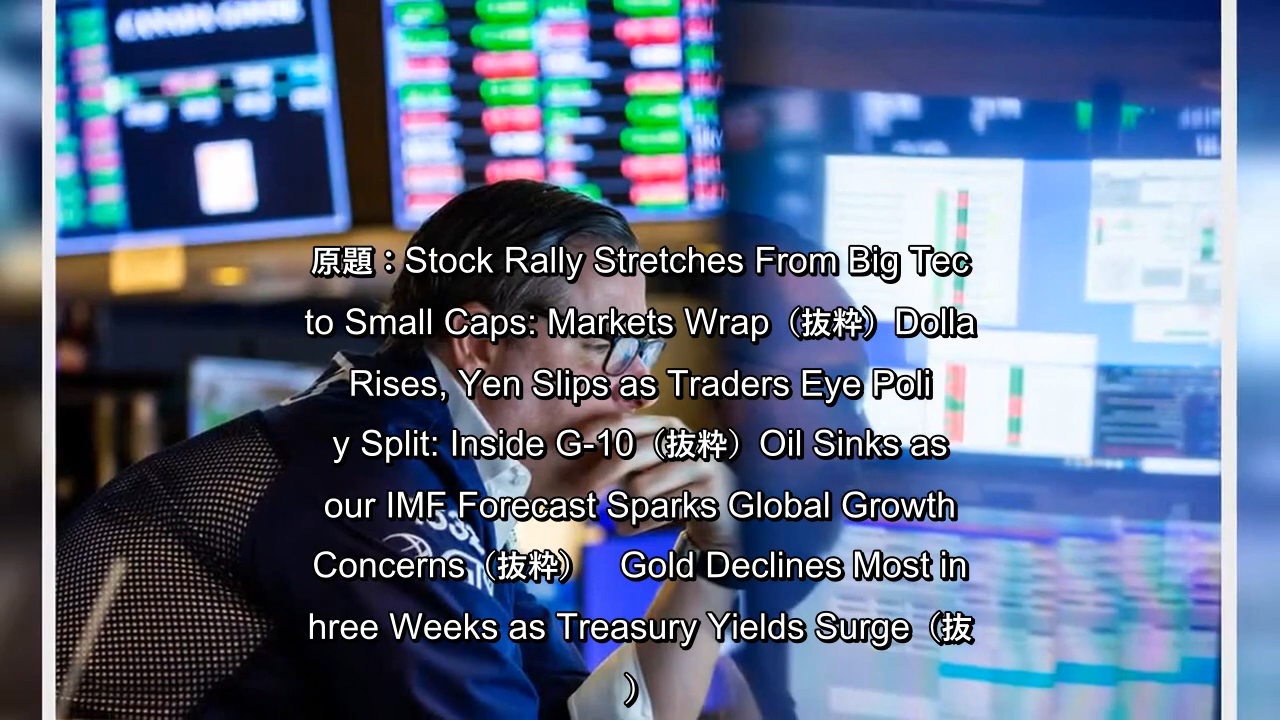 原題：Stock Rally Stretches From Big Tec
to Small Caps: Markets Wrap（抜粋）Dolla
Rises, Yen Slips as Traders Eye Poli
y Split: Inside G-10（抜粋）Oil Sinks as
our IMF Forecast Sparks Global Growth
Concerns（抜粋）　Gold Declines Most in
hree Weeks as Treasury Yields Surge（抜
）